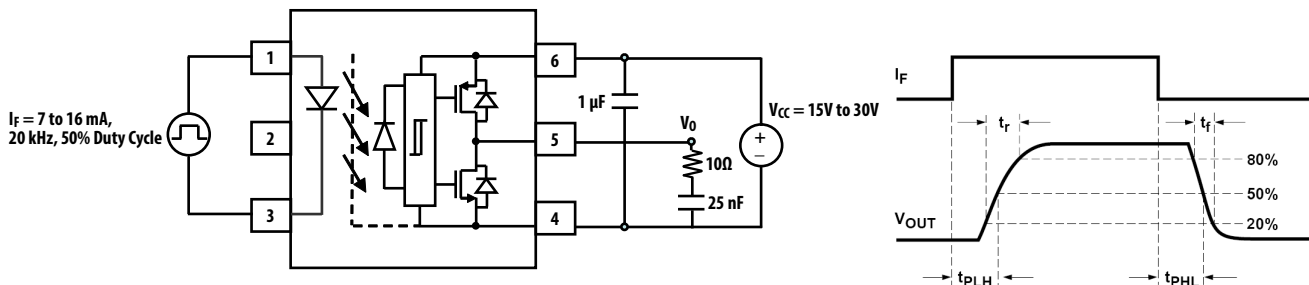 1
2
3
I_F = 7 to 16 mA,
20 kHz, 50% Duty Cycle
6
5
4
1 µF
V_O
10Ω
25 nF
V_CC = 15V to 30V
+
−
I_F
t_r
t_f
80%
50%
20%
V_OUT
t_PLH
t_PHL